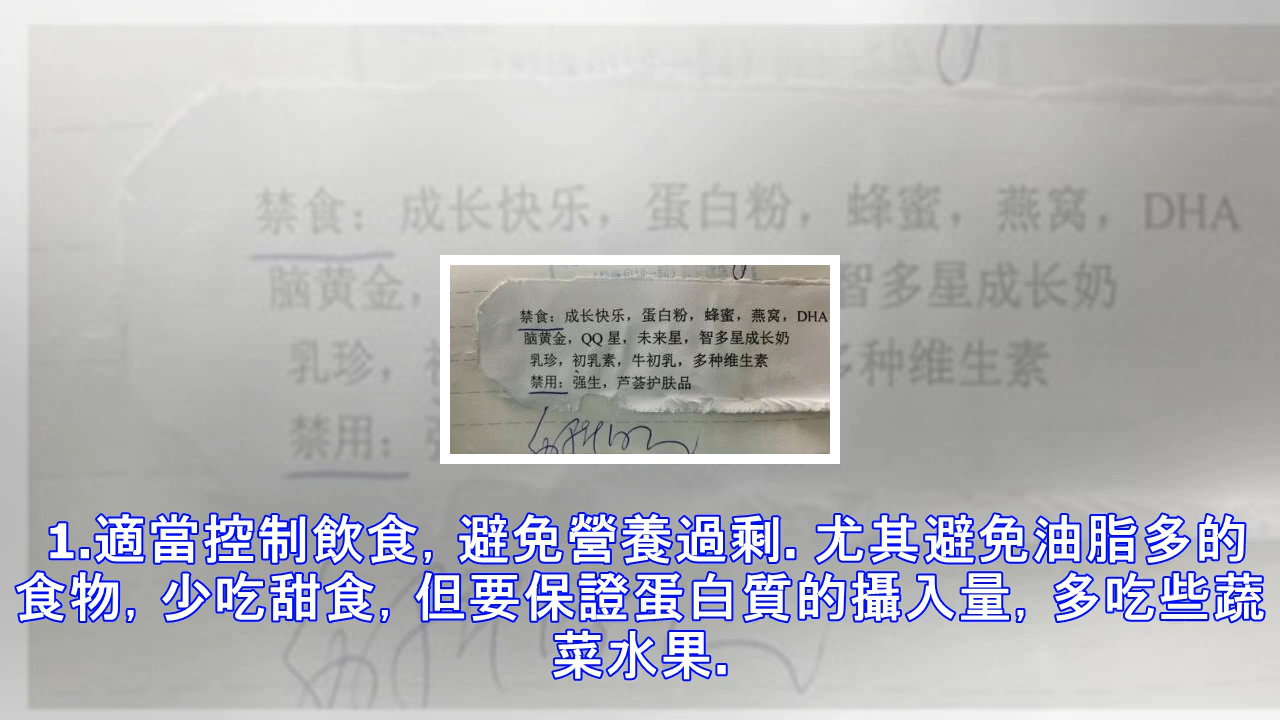 禁食：成长快乐，蛋白粉，蜂蜜，燕窝，DHA
脑黄金，QQ星，未来星，智多星成长奶
乳珍，初乳素，牛初乳，多种维生素
禁用：强生，芦荟护肤品
1.適當控制飲食, 避免營養過剩. 尤其避免油脂多的
食物, 少吃甜食, 但要保證蛋白質的攝入量, 多吃些蔬
菜水果.